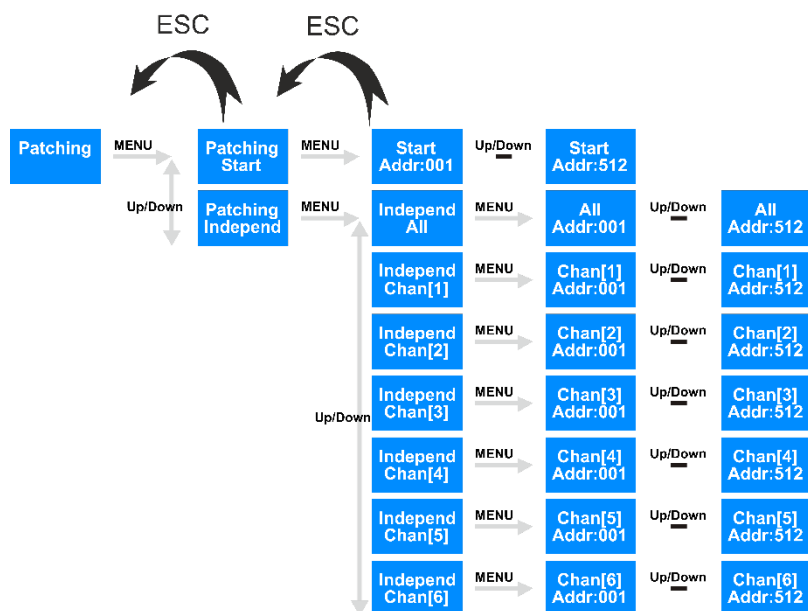 ESC
ESC
Patching
MENU
Patching
Start
MENU
Start
Addr:001
Up/Down
Start
Addr:512
Up/Down
Patching
Independ
MENU
Independ
All
MENU
All
Addr:001
Up/Down
All
Addr:512
Independ
Chan[1]
MENU
Chan[1]
Addr:001
Up/Down
Chan[1]
Addr:512
Independ
Chan[2]
MENU
Chan[2]
Addr:001
Up/Down
Chan[2]
Addr:512
Up/Down
Independ
Chan[3]
MENU
Chan[3]
Addr:001
Up/Down
Chan[3]
Addr:512
Independ
Chan[4]
MENU
Chan[4]
Addr:001
Up/Down
Chan[4]
Addr:512
Independ
Chan[5]
MENU
Chan[5]
Addr:001
Up/Down
Chan[5]
Addr:512
Independ
Chan[6]
MENU
Chan[6]
Addr:001
Up/Down
Chan[6]
Addr:512